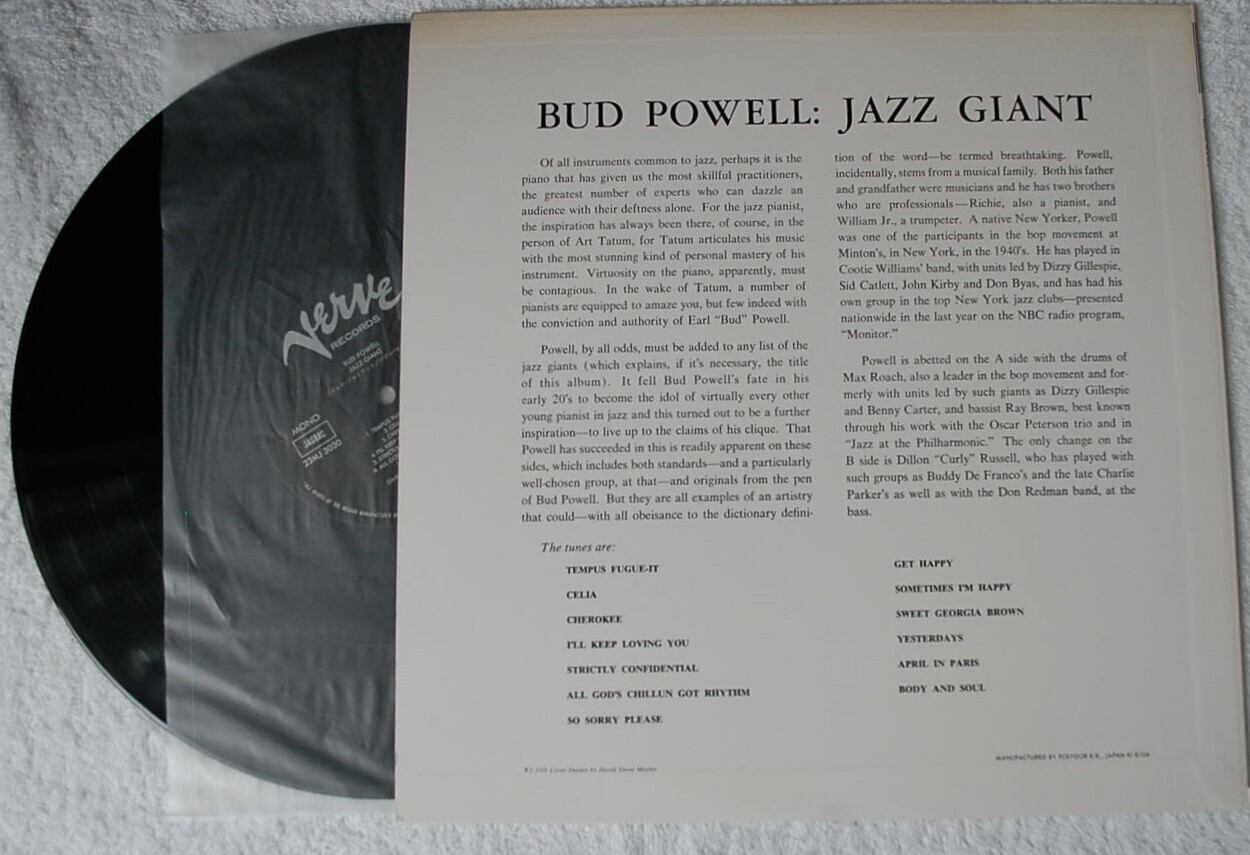 BUD POWELL: JAZZ GIANT
Of all instruments common to jazz, perhaps it is the
piano that has given us the most skillful practitioners,
the greatest number of experts who can dazzle an
audience with their deftness alone. For the jazz pianist,
the inspiration has always been there, of course, in the
person of Art Tatum, for Tatum articulates his music
with the most stunning kind of personal mastery of his
instrument. Virtuosity on the piano, apparently, must
be contagious. In the wake of Tatum, a number of
pianists are equipped to amaze you, but few indeed with
the conviction and authority of Earl “Bud” Powell.
Powell, by all odds, must be added to any list of the
jazz giants (which explains, if it's necessary, the title
of this album). It fell Bud Powell's fate in his
early 20's to become the idol of virtually every other
young pianist in jazz and this turned out to be a further
inspiration—to live up to the claims of his clique. That
Powell has succeeded in this is readily apparent on these
sides, which includes both standards—and a particularly
well-chosen group, at that—and originals from the pen
of Bud Powell. But they are all examples of an artistry
that could—with all obeisance to the dictionary defini-
tion of the word—be termed breathtaking. Powell,
incidentally, stems from a musical family. Both his father
and grandfather were musicians and he has two brothers
who are professionals—Richie, also a pianist, and
William Jr., a trumpeter. A native New Yorker, Powell
was one of the participants in the bop movement at
Minton's, in New York, in the 1940's. He has played in
Cootie Williams' band, with units led by Dizzy Gillespie,
Sid Catlett, John Kirby and Don Byas, and has had his
own group in the top New York jazz clubs—presented
nationwide in the last year on the NBC radio program,
“Monitor.”
Powell is abetted on the A side with the drums of
Max Roach, also a leader in the bop movement and for-
merly with units led by such giants as Dizzy Gillespie
and Benny Carter, and bassist Ray Brown, best known
through his work with the Oscar Peterson trio and in
“Jazz at the Philharmonic.” The only change on the
B side is Dillon “Curly” Russell, who has played with
such groups as Buddy De Franco's and the late Charlie
Parker's as well as with the Don Redman band, at the
bass.
The tunes are:
TEMPUS FUGUE-IT
CELIA
CHEROKEE
I'LL KEEP LOVING YOU
STRICTLY CONFIDENTIAL
ALL GOD'S CHILLUN GOT RHYTHM
SO SORRY PLEASE
GET HAPPY
SOMETIMES I'M HAPPY
SWEET GEORGIA BROWN
YESTERDAYS
APRIL IN PARIS
BODY AND SOUL
Cover Design by David Stone Martin
MANUFACTURED BY POLYDOR K.K., JAPAN
Verve
RECORDS
BUD POWELL
JAZZ GIANT
MONO
JASRAC
23MJ 3030